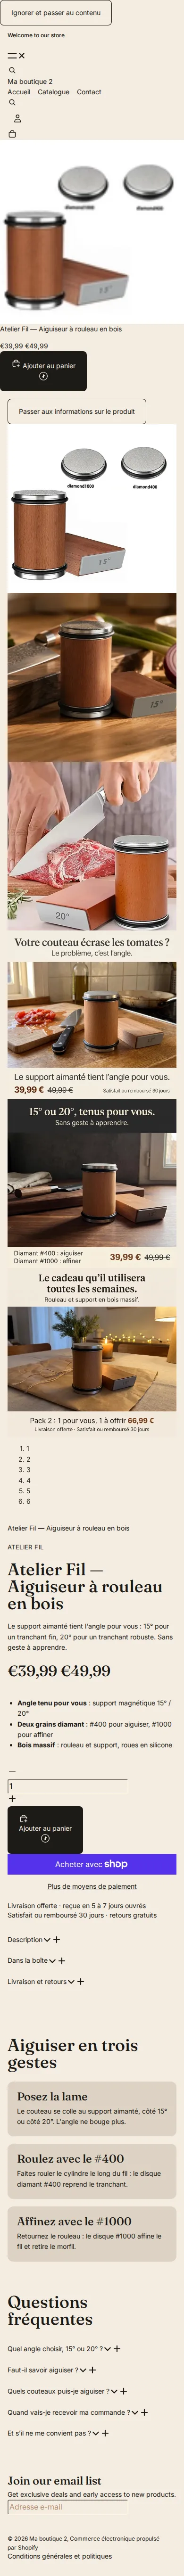 Ignorer et passer au contenu
Welcome to our store
Ma boutique 2
Accueil Catalogue Contact
15°
Atelier Fil — Aiguiseur à rouleau en bois
€39,99 €49,99
Ajouter au panier
Passer aux informations sur le produit
diamond1000
diamond400
15°
15°
20°
Votre couteau écrase les tomates ?
Le problème, c'est l'angle.
Le support aimanté tient l'angle pour vous.
39,99 € 49,99 €
Satisfait ou remboursé 30 jours
15° ou 20°, tenus pour vous.
Sans geste à apprendre.
Diamant #400 : aiguiser
Diamant #1000 : affiner
39,99 € 49,99 €
Le cadeau qu'il utilisera
toutes les semaines.
Rouleau et support en bois massif.
Pack 2 : 1 pour vous, 1 à offrir 66,99 €
Livraison offerte · Satisfait ou remboursé 30 jours
1. 1
2. 2
3. 3
4. 4
5. 5
6. 6
Atelier Fil — Aiguiseur à rouleau en bois
ATELIER FIL
Atelier Fil —
Aiguiseur à rouleau
en bois
Le support aimanté tient l'angle pour vous : 15° pour
un tranchant fin, 20° pour un tranchant robuste. Sans
geste à apprendre.
€39,99 €49,99
Angle tenu pour vous : support magnétique 15° /
20°
Deux grains diamant : #400 pour aiguiser, #1000
pour affiner
Bois massif : rouleau et support, roues en silicone
1
Ajouter au panier
Acheter avec shop
Plus de moyens de paiement
Livraison offerte · reçue en 5 à 7 jours ouvrés
Satisfait ou remboursé 30 jours · retours gratuits
Description
Dans la boîte
Livraison et retours
Aiguiser en trois
gestes
Posez la lame
Le couteau se colle au support aimanté, côté 15°
ou côté 20°. L'angle ne bouge plus.
Roulez avec le #400
Faites rouler le cylindre le long du fil : le disque
diamant #400 reprend le tranchant.
Affinez avec le #1000
Retournez le rouleau : le disque #1000 affine le
fil et retire le morfil.
Questions
fréquentes
Quel angle choisir, 15° ou 20° ?
Faut-il savoir aiguiser ?
Quels couteaux puis-je aiguiser ?
Quand vais-je recevoir ma commande ?
Et s'il ne me convient pas ?
Join our email list
Get exclusive deals and early access to new products.
Adresse e-mail
© 2026 Ma boutique 2, Commerce électronique propulsé
par Shopify
Conditions générales et politiques